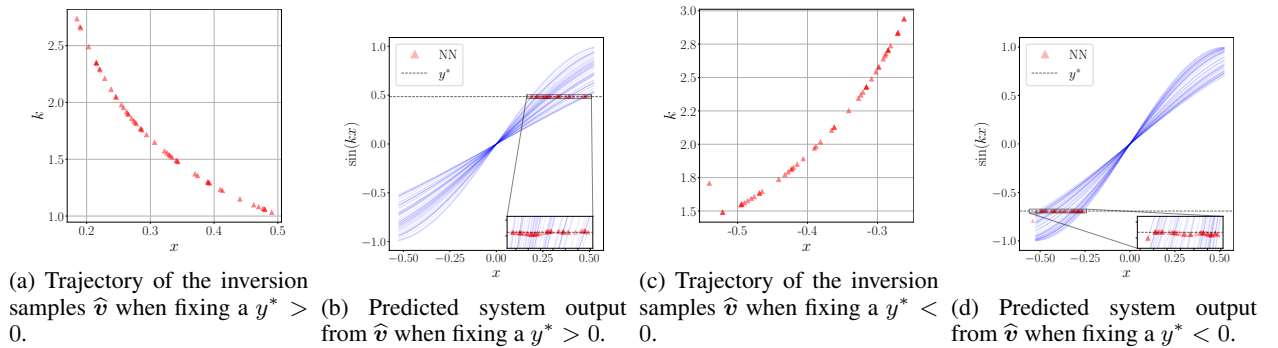 2.5
2.0
1.5
1.0
k
0.2
0.3
0.4
0.5
x
(a) Trajectory of the inversion
samples v̂ when fixing a y* >
0.
1.0
0.5
0.0
−0.5
−1.0
sin(kx)
NN
y*
−0.50
−0.25
0.00
0.25
0.50
x
(b) Predicted system output
from v̂ when fixing a y* > 0.
3.0
2.8
2.5
2.2
2.0
1.8
1.5
k
-0.5
-0.4
-0.3
x
(c) Trajectory of the inversion
samples v̂ when fixing a y* <
0.
1.0
0.5
0.0
−0.5
−1.0
sin(kx)
NN
y*
−0.50
−0.25
0.00
0.25
0.50
x
(d) Predicted system output
from v̂ when fixing a y* < 0.